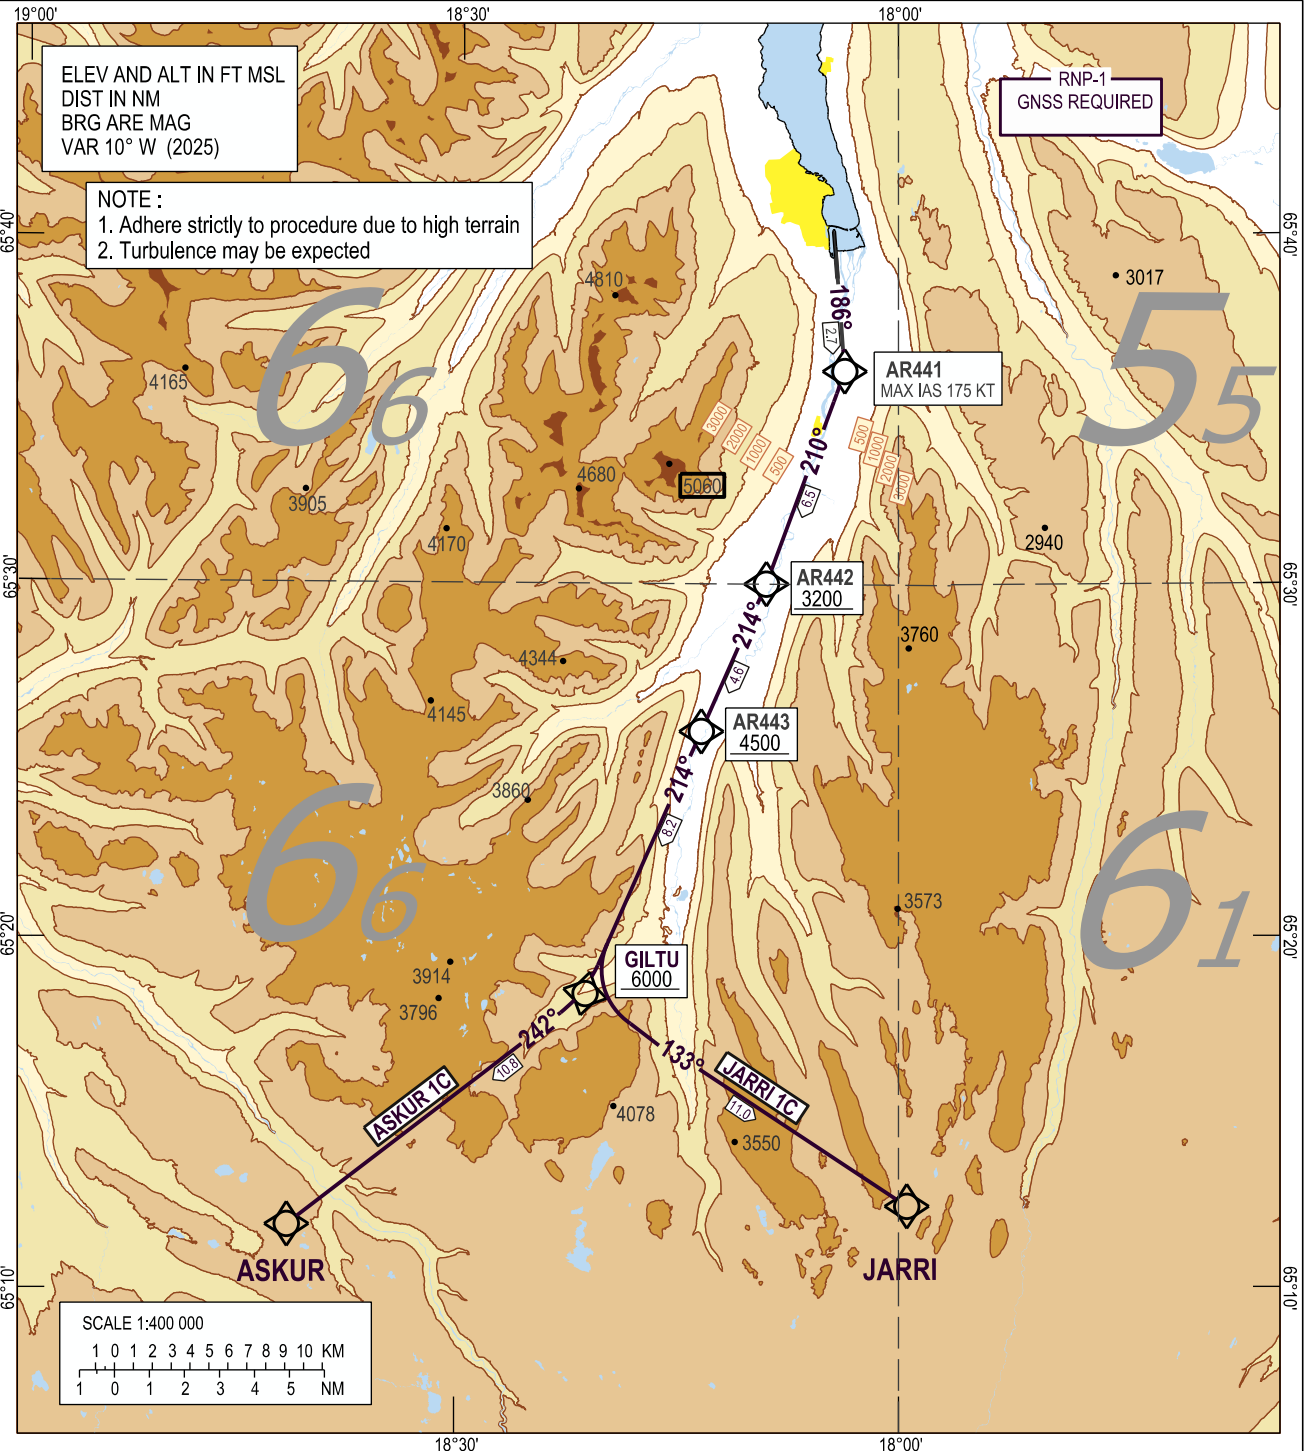 19°00'
18°30'
18°00'
ELEV AND ALT IN FT MSL
DIST IN NM
BRG ARE MAG
VAR 10° W (2025)
RNP-1
GNSS REQUIRED
NOTE :
1. Adhere strictly to procedure due to high terrain
2. Turbulence may be expected
65°40'
65°40'
4810
3017
186°
2.7
66
55
4165
AR441
MAX IAS 175 KT
3000
2000
1000
500
500
1000
2000
3000
210°
6.5
4680
5060
3905
4170
2940
65°30'
65°30'
AR442
3200
214°
4.6
3760
4344
4145
AR443
4500
214°
8.2
3860
66
61
3573
65°20'
65°20'
GILTU
6000
3914
3796
242°
10.8
133°
ASKUR 1C
JARRI 1C
11.0
4078
3550
ASKUR
JARRI
65°10'
65°10'
SCALE 1:400 000
1 0 1 2 3 4 5 6 7 8 9 10 KM
1 0 1 2 3 4 5 NM
18°30'
18°00'